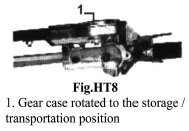 1
Fig.HT8
1. Gear case rotated to the storage /
transportation position